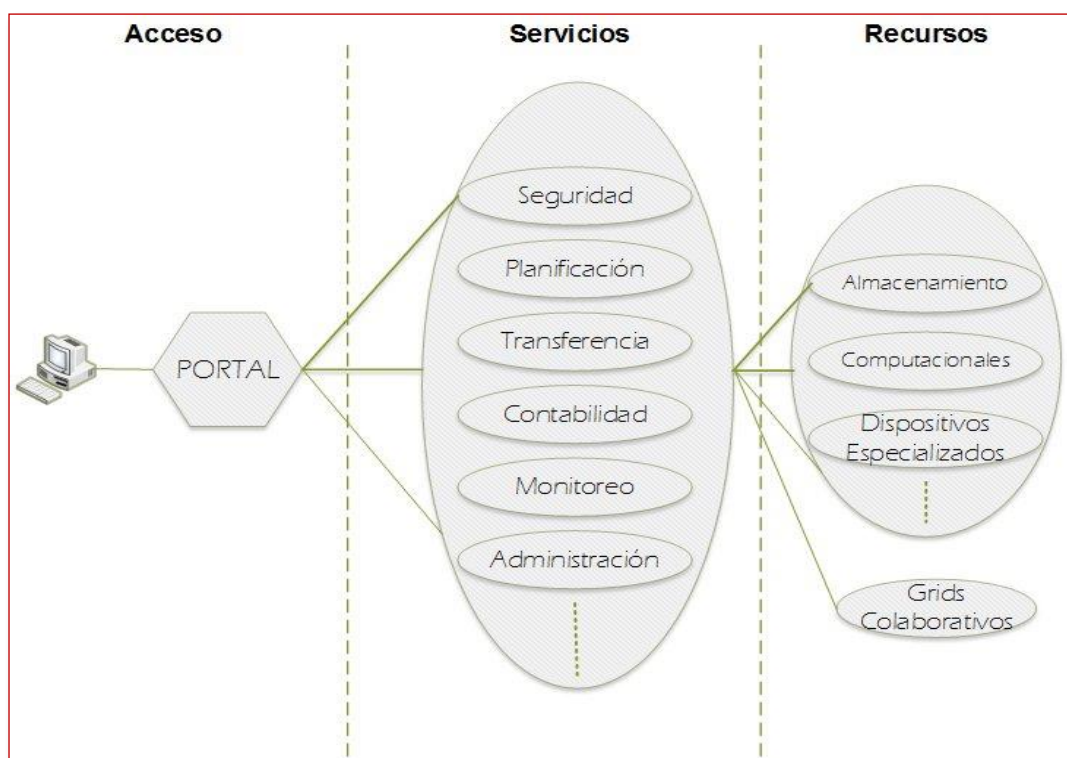 Acceso
Servicios
Recursos
PORTAL
Seguridad
Planificación
Transferencia
Contabilidad
Monitoreo
Administración
Almacenamiento
Computacionales
Dispositivos
Especializados
Grids
Colaborativos